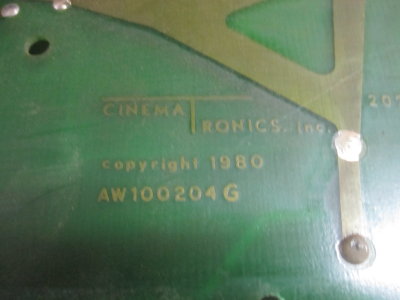 CINEMATRONICS, inc.
copyright 1980
AW100204G